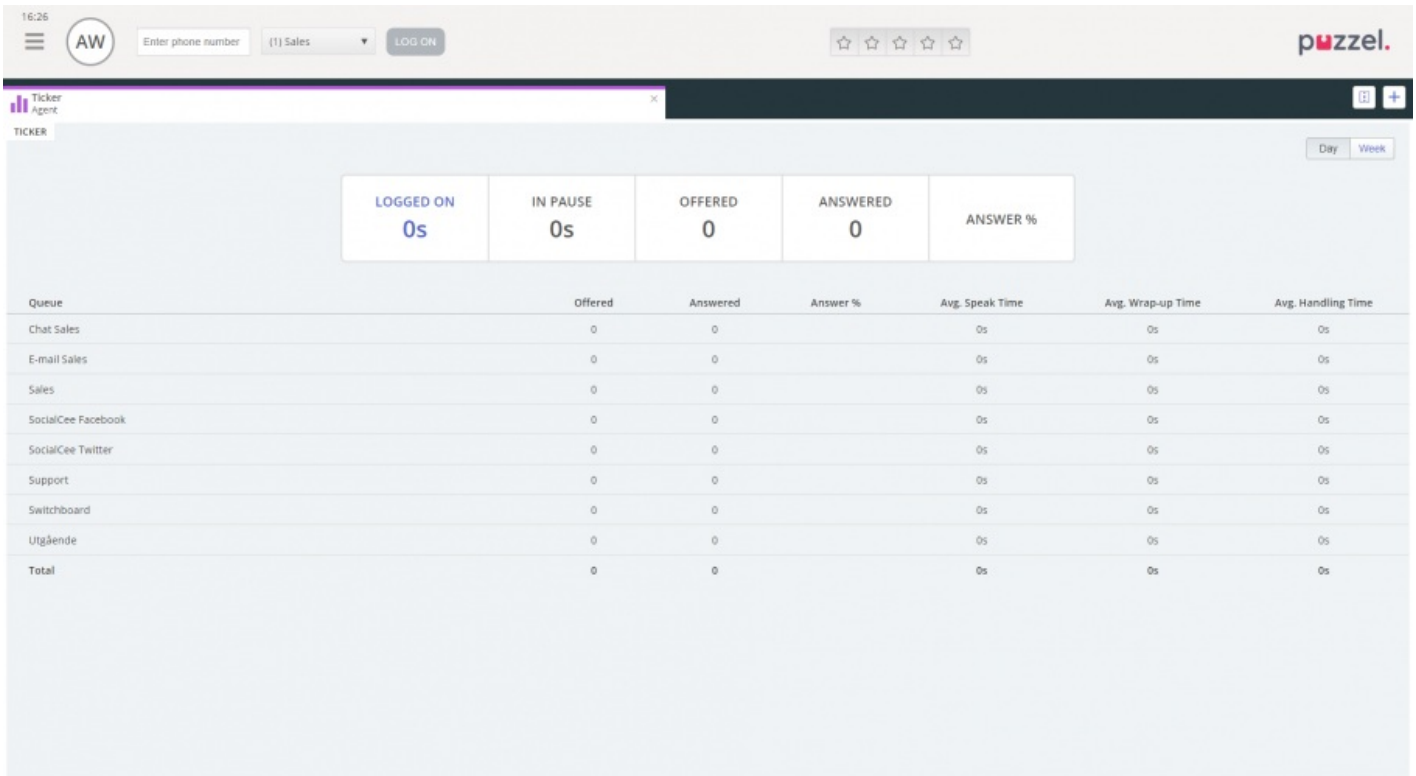 16:26
AW Enter phone number (1) Sales LOG ON puzzel.
Ticker
Agent
TICKER
Day Week
LOGGED ON IN PAUSE OFFERED ANSWERED ANSWER %
0s 0s 0 0
Queue Offered Answered Answer % Avg. Speak Time Avg. Wrap-up Time Avg. Handling Time
Chat Sales 0 0 0s 0s 0s
E-mail Sales 0 0 0s 0s 0s
Sales 0 0 0s 0s 0s
SocialCee Facebook 0 0 0s 0s 0s
SocialCee Twitter 0 0 0s 0s 0s
Support 0 0 0s 0s 0s
Switchboard 0 0 0s 0s 0s
Utgående 0 0 0s 0s 0s
Total 0 0 0s 0s 0s